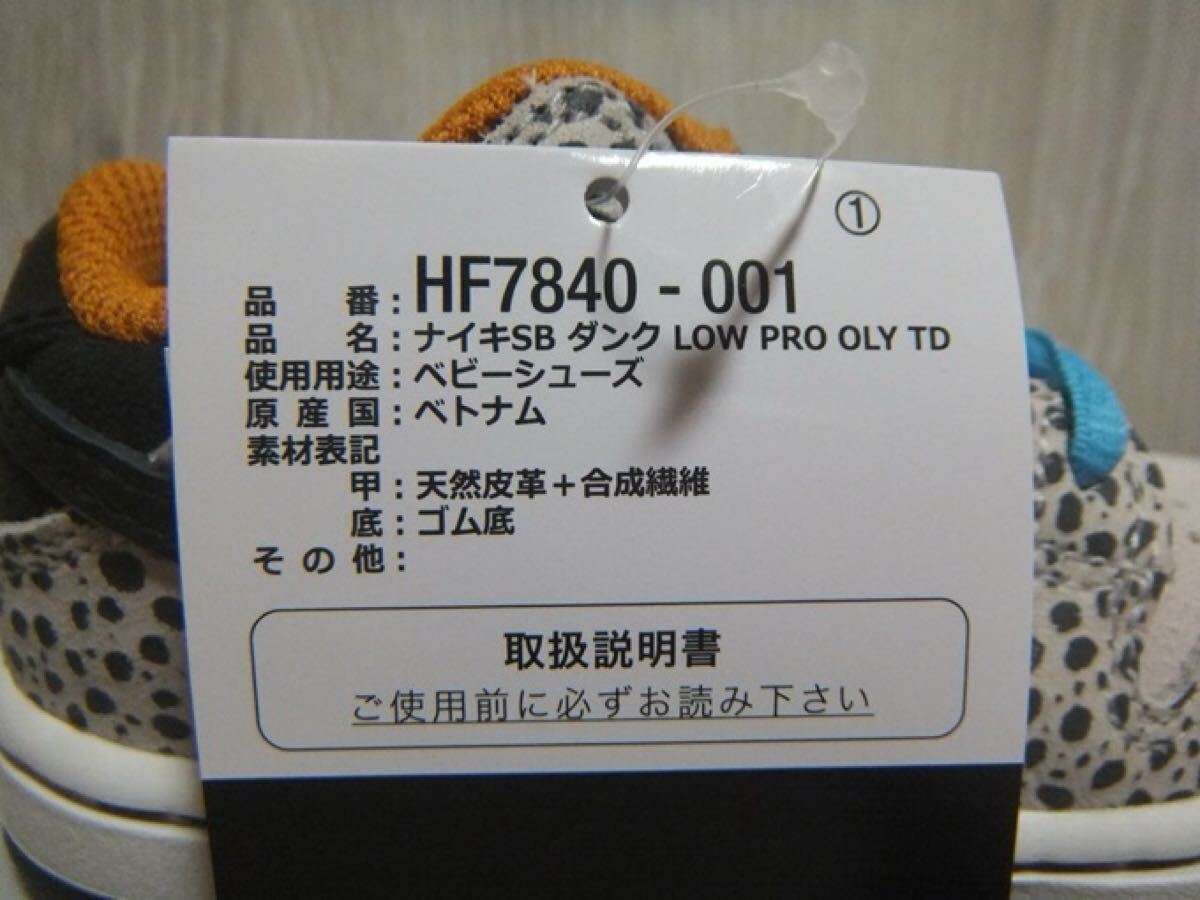 ①
品番：HF7840 - 001
品名：ナイキSB ダンク LOW PRO OLY TD
使用用途：ベビーシューズ
原産国：ベトナム
素材表記
甲：天然皮革＋合成繊維
底：ゴム底
その他：
取扱説明書
ご使用前に必ずお読み下さい